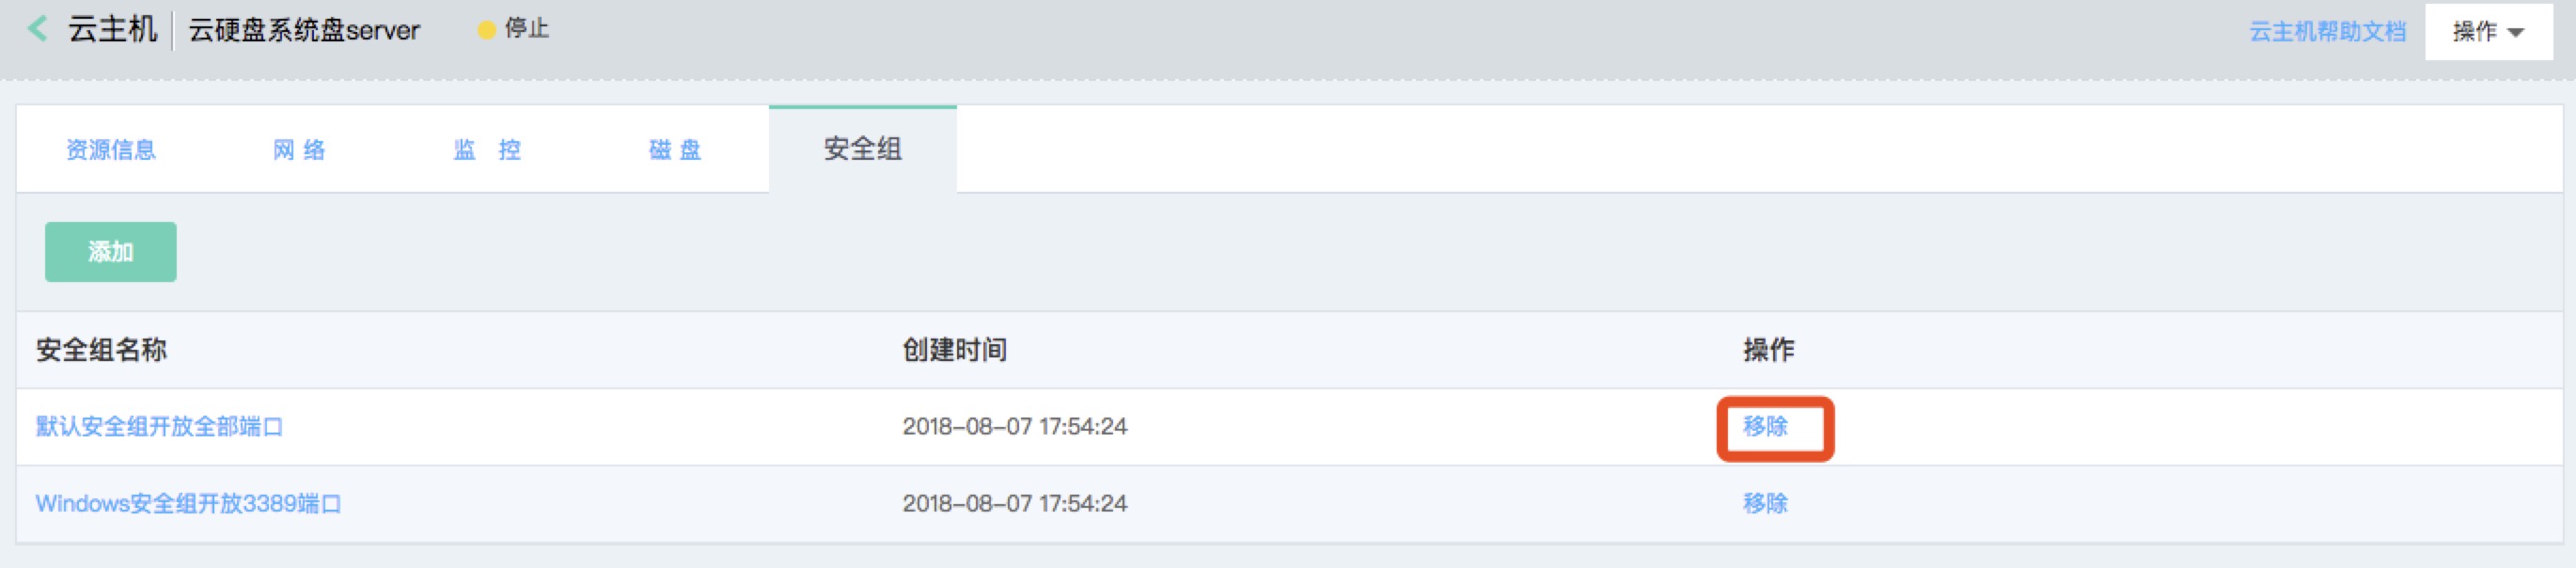 云主机 云硬盘系统盘server 停止 云主机帮助文档 操作
资源信息 网 络 监 控 磁 盘 安全组
添加
安全组名称 创建时间 操作
默认安全组开放全部端口 2018-08-07 17:54:24 移除
Windows安全组开放3389端口 2018-08-07 17:54:24 移除